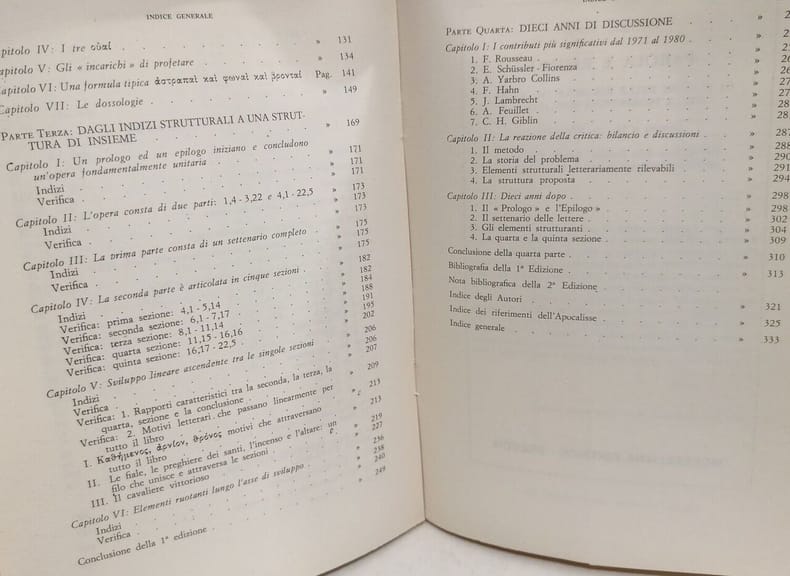 INDICE GENERALE
Capitolo IV: I tre οὐαί . » 131
Capitolo V: Gli « incarichi » di profetare . » 134
Capitolo VI: Una formula tipica ἀστραπαὶ καὶ φωναὶ καὶ βρονταί Pag. 141
Capitolo VII: Le dossologie . » 149
PARTE TERZA: DAGLI INDIZI STRUTTURALI A UNA STRUT-
TURA DI INSIEME . » 169
Capitolo I: Un prologo ed un epilogo iniziano e concludono
un'opera fondamentalmente unitaria . » 171
Indizi . » 171
Verifica . » 171
Capitolo II: L'opera consta di due parti: 1,4 - 3,22 e 4,1 - 22,5 » 173
Indizi . » 173
Verifica . » 173
Capitolo III: La prima parte consta di un settenario completo » 175
Indizi . » 175
Verifica . » 175
Capitolo IV: La seconda parte è articolata in cinque sezioni » 182
Indizi . » 182
Verifica: prima sezione: 4,1 - 5,14 » 184
Verifica: seconda sezione: 6,1 - 7,17 » 188
Verifica: terza sezione: 8,1 - 11,14 » 191
Verifica: quarta sezione: 11,15 - 16,16 » 195
Verifica: quinta sezione: 16,17 - 22,5 » 202
Capitolo V: Sviluppo lineare ascendente tra le singole sezioni » 206
Indizi . » 206
Verifica . » 207
Verifica: 1. Rapporti caratteristici tra la seconda, la terza, la
quarta, sezione e la conclusione . » 209
Verifica: 2. Motivi letterari che passano linearmente per
tutto il libro . » 213
I. Καθήμενος, ἀρνίον, θρόνος motivi che attraversano
tutto il libro . » 213
II. Le fiale, le preghiere dei santi, l'incenso e l'altare: un
filo che unisce e attraversa le sezioni . » 219
III. Il cavaliere vittorioso . » 227
Capitolo VI: Elementi ruotanti lungo l'asse di sviluppo . » 236
Indizi . » 238
Verifica . » 240
Conclusione della 1ª edizione . » 249
PARTE QUARTA: DIECI ANNI DI DISCUSSIONE . »
Capitolo I: I contributi più significativi dal 1971 al 1980 . »
1. F. Rousseau . »
2. E. Schüssler - Fiorenza . »
3. A. Yarbro Collins . »
4. F. Hahn . »
5. J. Lambrecht . »
6. A. Feuillet . »
7. C. H. Giblin . »
Capitolo II: La reazione della critica: bilancio e discussioni . » 287
1. Il metodo . » 288
2. La storia del problema . » 290
3. Elementi strutturali letterariamente rilevabili . » 291
4. La struttura proposta . » 294
Capitolo III: Dieci anni dopo . » 298
1. Il « Prologo » e l'Epilogo » . » 298
2. Il settenario delle lettere . » 302
3. Gli elementi strutturanti . » 304
4. La quarta e la quinta sezione . » 309
Conclusione della quarta parte . » 310
Bibliografia della 1ª Edizione . » 313
Nota bibliografica della 2ª Edizione
Indice degli Autori . » 321
Indice dei riferimenti dell'Apocalisse . » 325
Indice generale . » 333